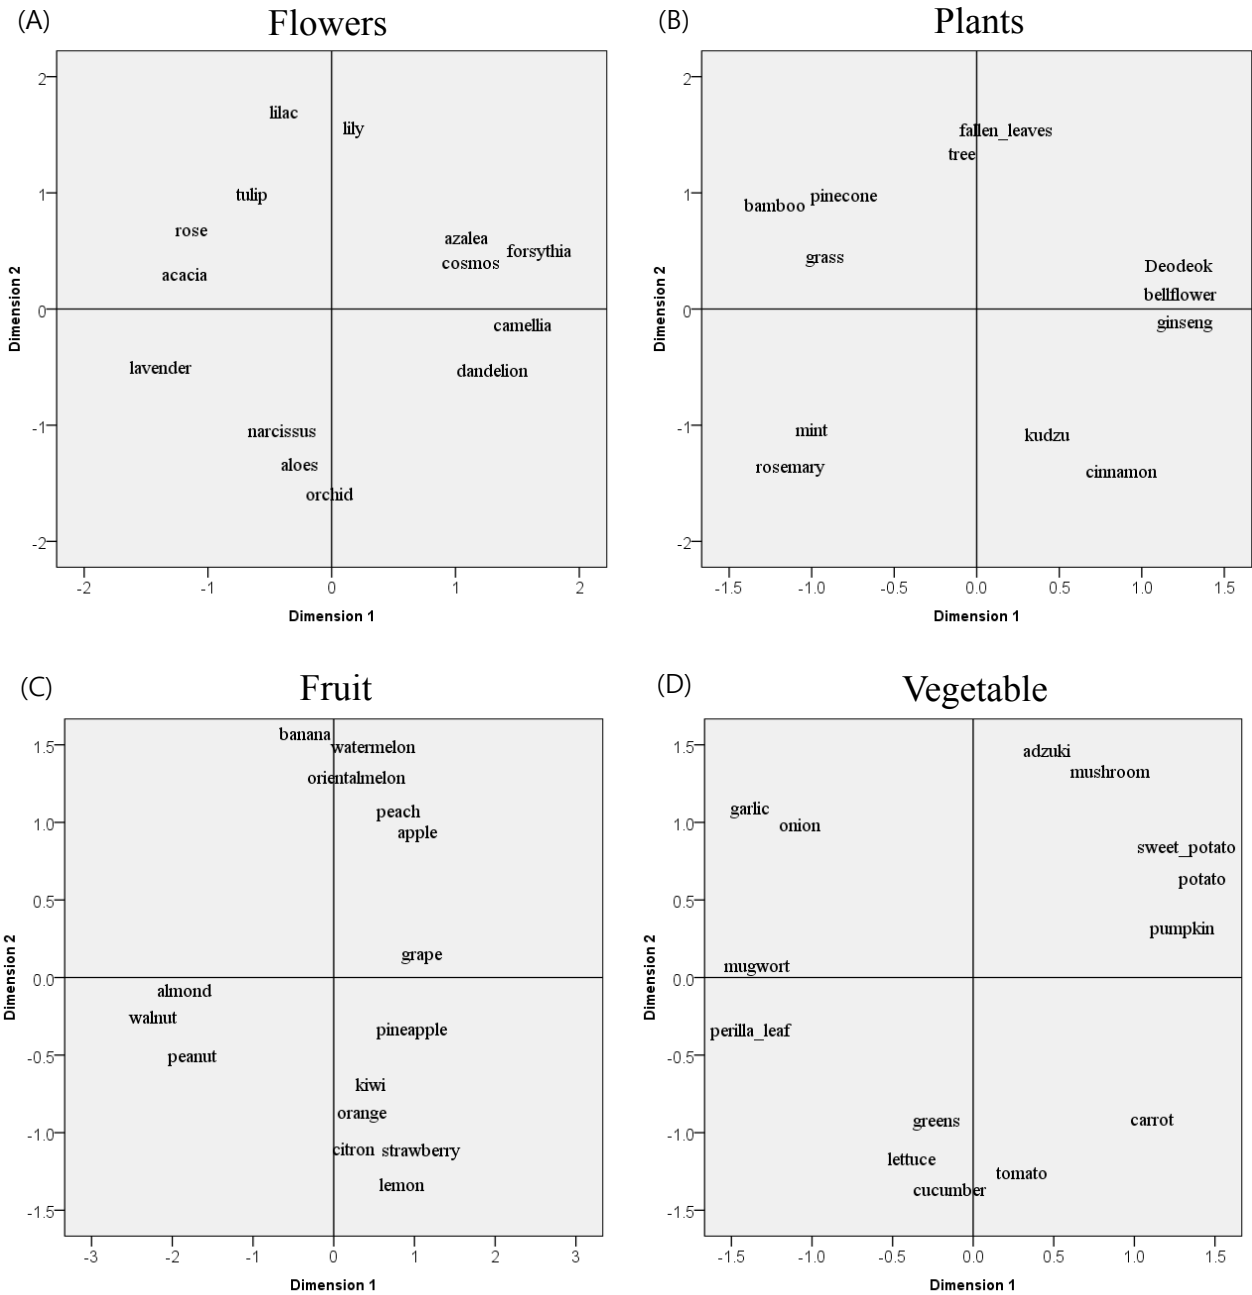 (A) Flowers
2
lilac
lily
1
tulip
rose
azalea
forsythia
cosmos
acacia
Dimension 2
0
camellia
lavender
dandelion
-1
narcissus
aloes
orchid
-2
-2 -1 0 1 2
Dimension 1
(B) Plants
2
fallen_leaves
tree
1
pinecone
bamboo
grass
Deodeok
bellflower
Dimension 2
0
ginseng
-1
mint
kudzu
rosemary
cinnamon
-2
-1.5 -1.0 -0.5 0.0 0.5 1.0 1.5
Dimension 1
(C) Fruit
banana
1.5
watermelon
orientalmelon
peach
1.0
apple
0.5
grape
Dimension 2
0.0
almond
walnut
pineapple
-0.5
peanut
kiwi
orange
-1.0
citron strawberry
lemon
-1.5
-3 -2 -1 0 1 2 3
Dimension 1
(D) Vegetable
1.5
adzuki
mushroom
garlic
1.0
onion
sweet_potato
potato
0.5
pumpkin
mugwort
Dimension 2
0.0
perilla_leaf
-0.5
greens
carrot
-1.0
lettuce
tomato
cucumber
-1.5
-1.5 -1.0 -0.5 0.0 0.5 1.0 1.5
Dimension 1